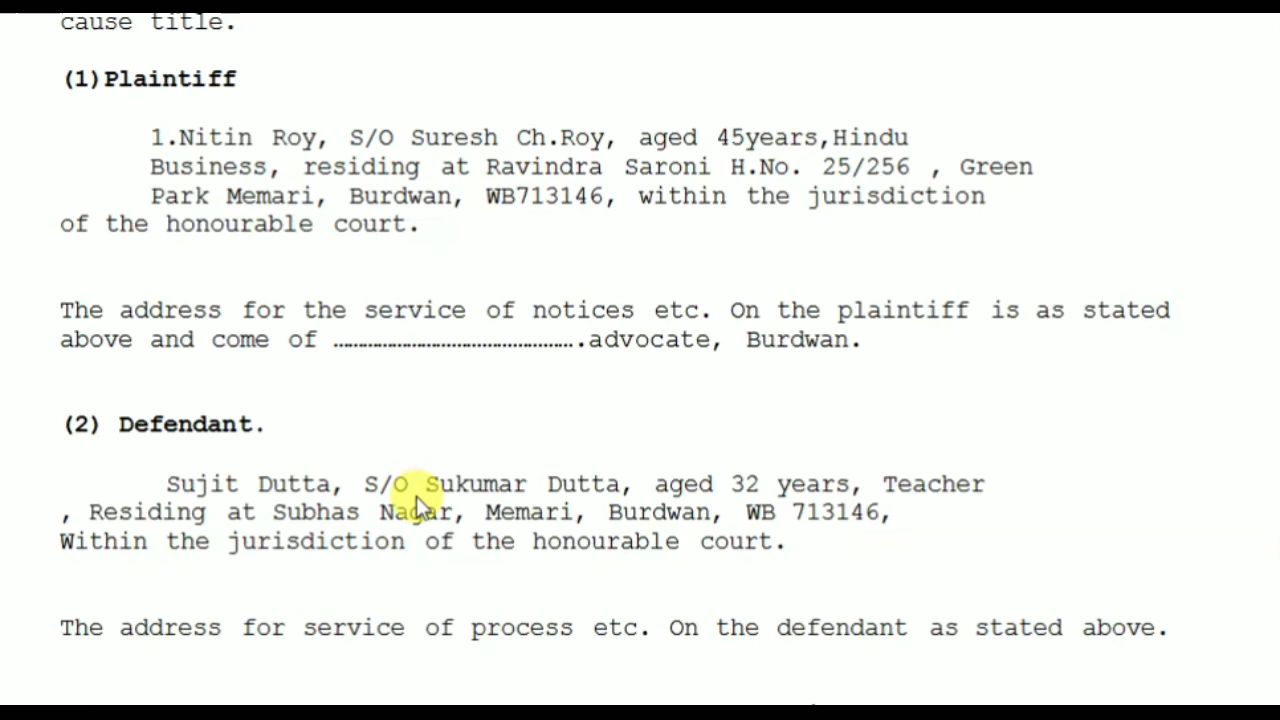 cause title.
(1)Plaintiff
1.Nitin Roy, S/O Suresh Ch.Roy, aged 45years,Hindu
Business, residing at Ravindra Saroni H.No. 25/256 , Green
Park Memari, Burdwan, WB713146, within the jurisdiction
of the honourable court.
The address for the service of notices etc. On the plaintiff is as stated
above and come of ……………………………………………….advocate, Burdwan.
(2) Defendant.
Sujit Dutta, S/O Sukumar Dutta, aged 32 years, Teacher
, Residing at Subhas Nagar, Memari, Burdwan, WB 713146,
Within the jurisdiction of the honourable court.
The address for service of process etc. On the defendant as stated above.